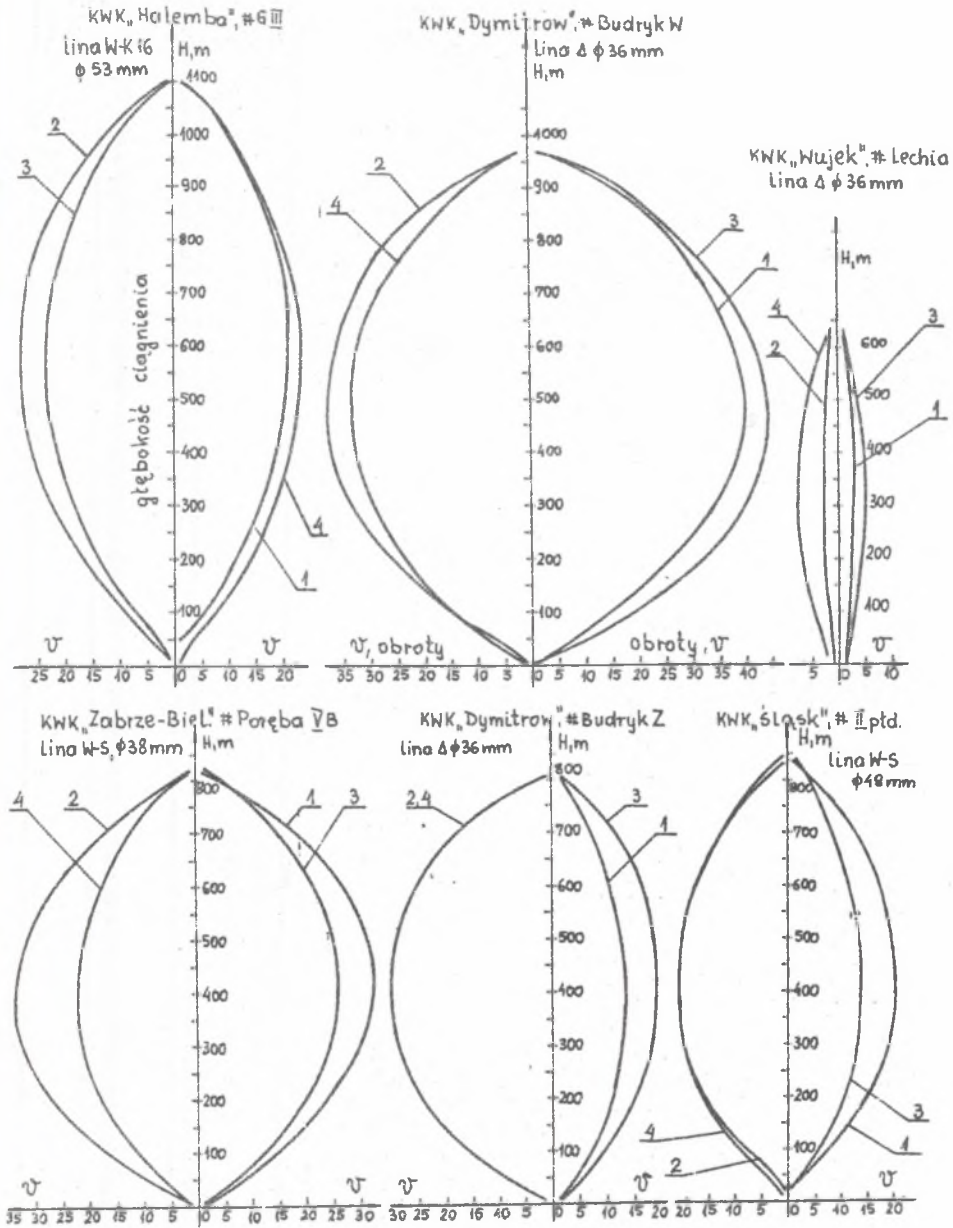 KWK „Halemba”, # G III
lina W-K 16
φ 53 mm
H, m
1100
1000
900
800
700
600
500
400
300
200
100
głębokość ciągnienia
2
3
4
1
v
v
25 20 15 10 5 0 5 10 15 20
KWK „Dymitrow”, # Budryk W
lina Δ φ 36 mm
H, m
1000
900
800
700
600
500
400
300
200
100
2
4
3
1
v, obroty
obroty, v
35 30 25 20 15 10 5 0 5 10 15 20 25 30 35 40
KWK „Wujek”, # Lechia
lina Δ φ 36 mm
H, m
4
3
2
600
500
1
400
300
200
100
v
5 0 5 10
KWK „Zabrze-Biel.” # Poręba V B
lina W-S, φ 38 mm
H, m
800
700
600
500
400
300
200
100
4
2
1
3
v
v
35 30 25 20 15 10 5 0 5 10 15 20 25 30
KWK „Dymitrow”, # Budryk Z
lina Δ φ 36 mm
H, m
800
700
600
500
400
300
200
100
2,4
3
1
v
v
30 25 20 15 10 5 0 5 10 15 20
KWK „Śląsk”, # II płd.
H, m
lina W-S
φ 48 mm
800
700
600
500
400
300
200
100
4
2
3
1
v
20 15 10 5 0 5 10 15 20